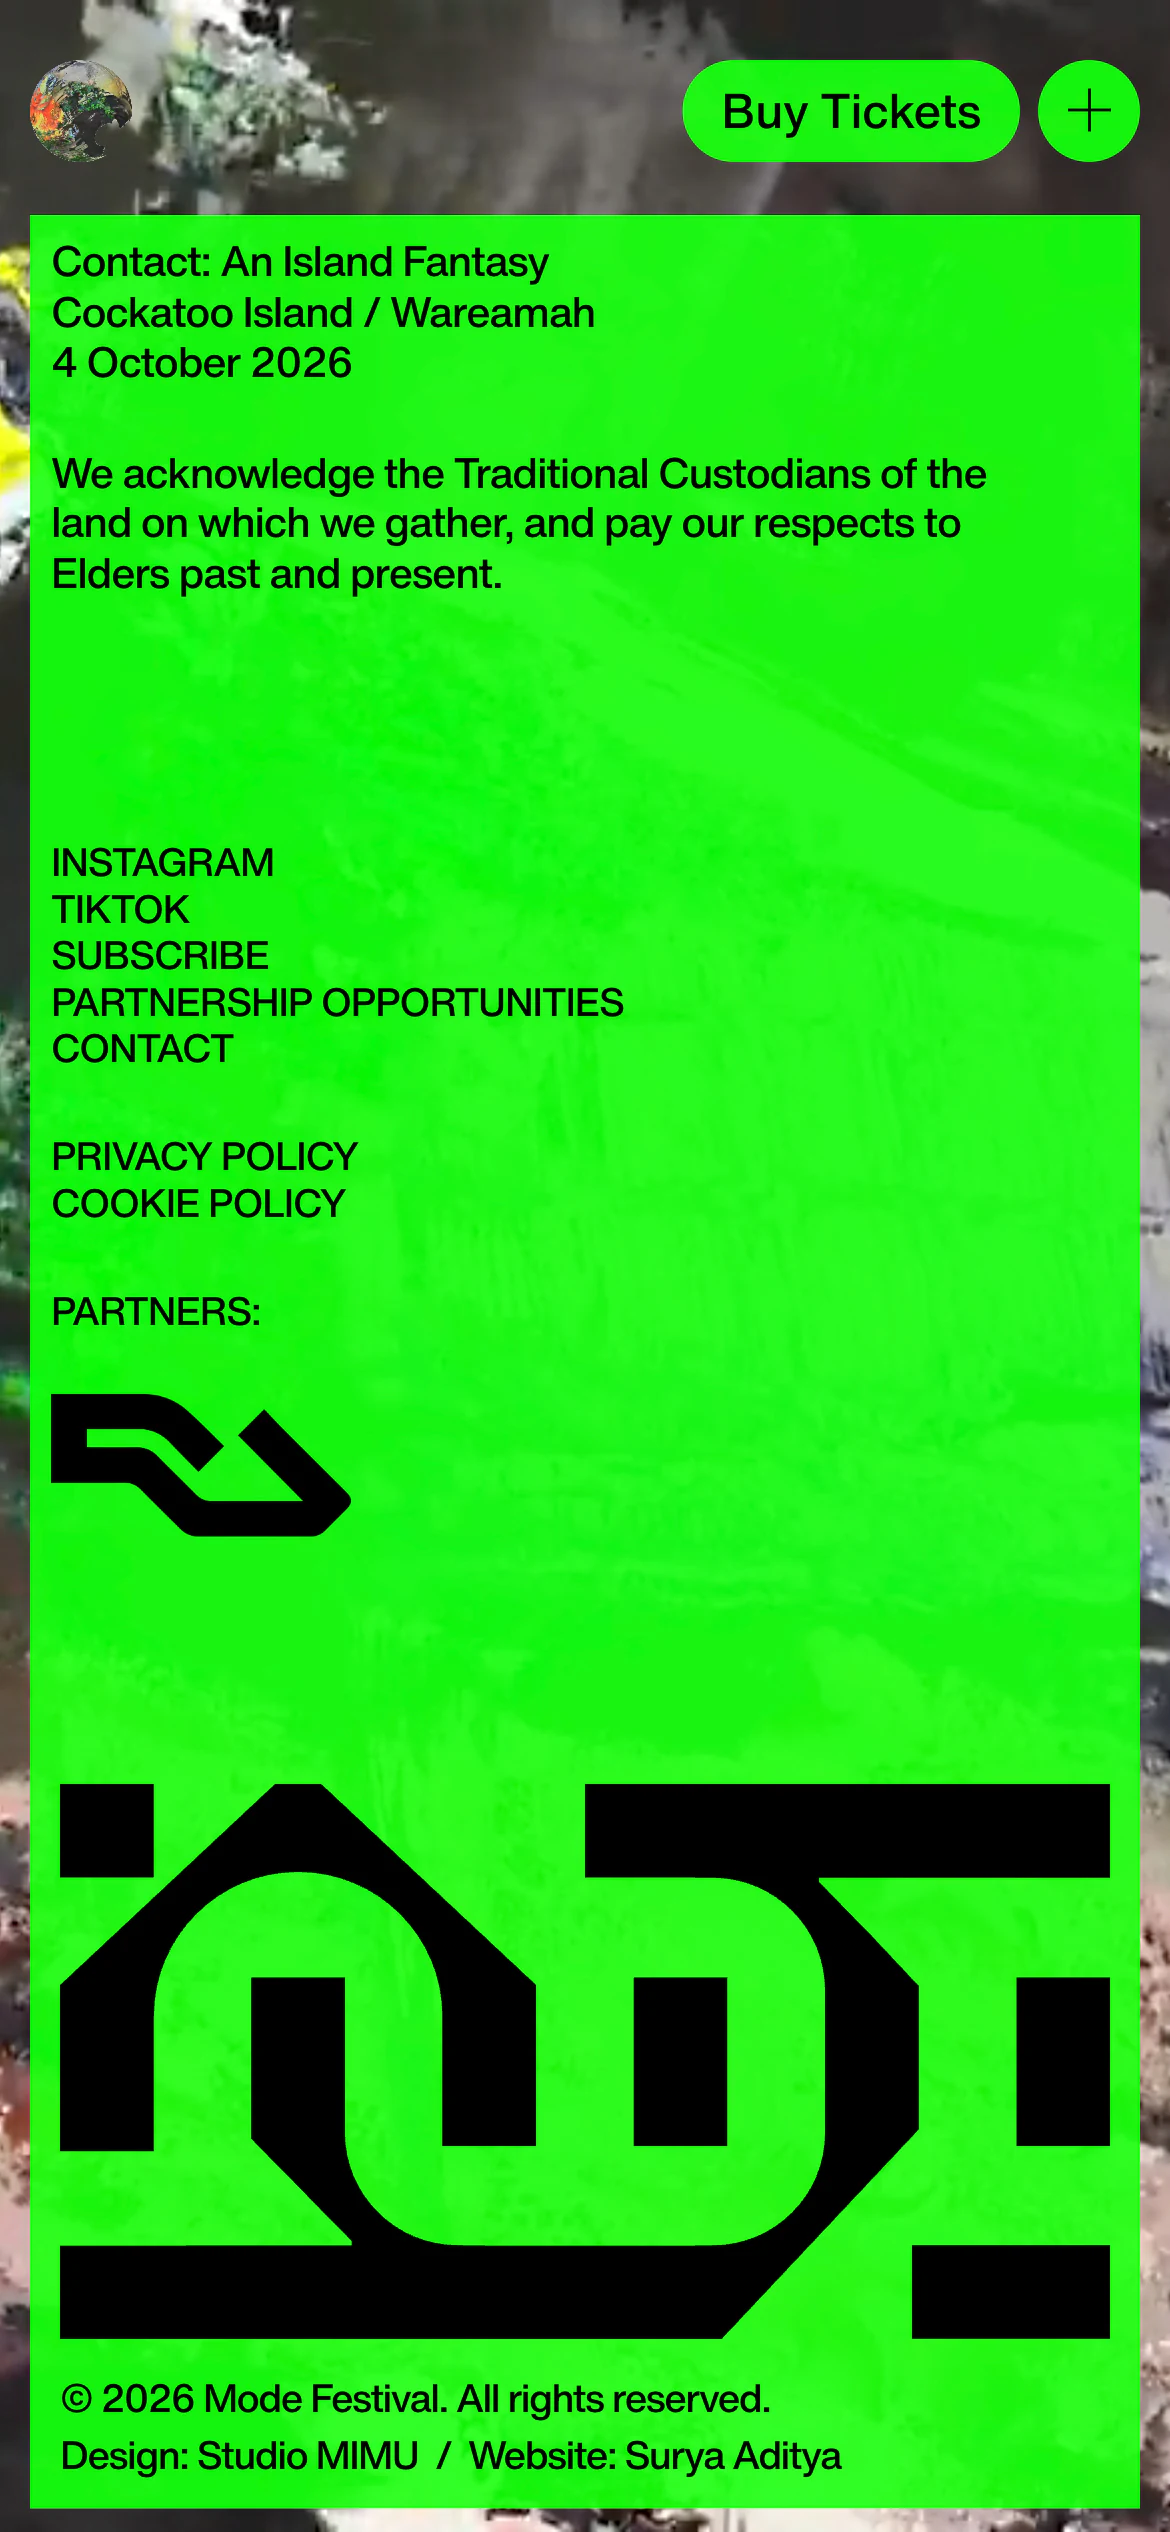 Buy Tickets
Contact: An Island Fantasy
Cockatoo Island / Wareamah
4 October 2026
We acknowledge the Traditional Custodians of the
land on which we gather, and pay our respects to
Elders past and present.
INSTAGRAM
TIKTOK
SUBSCRIBE
PARTNERSHIP OPPORTUNITIES
CONTACT
PRIVACY POLICY
COOKIE POLICY
PARTNERS:
© 2026 Mode Festival. All rights reserved.
Design: Studio MIMU / Website: Surya Aditya